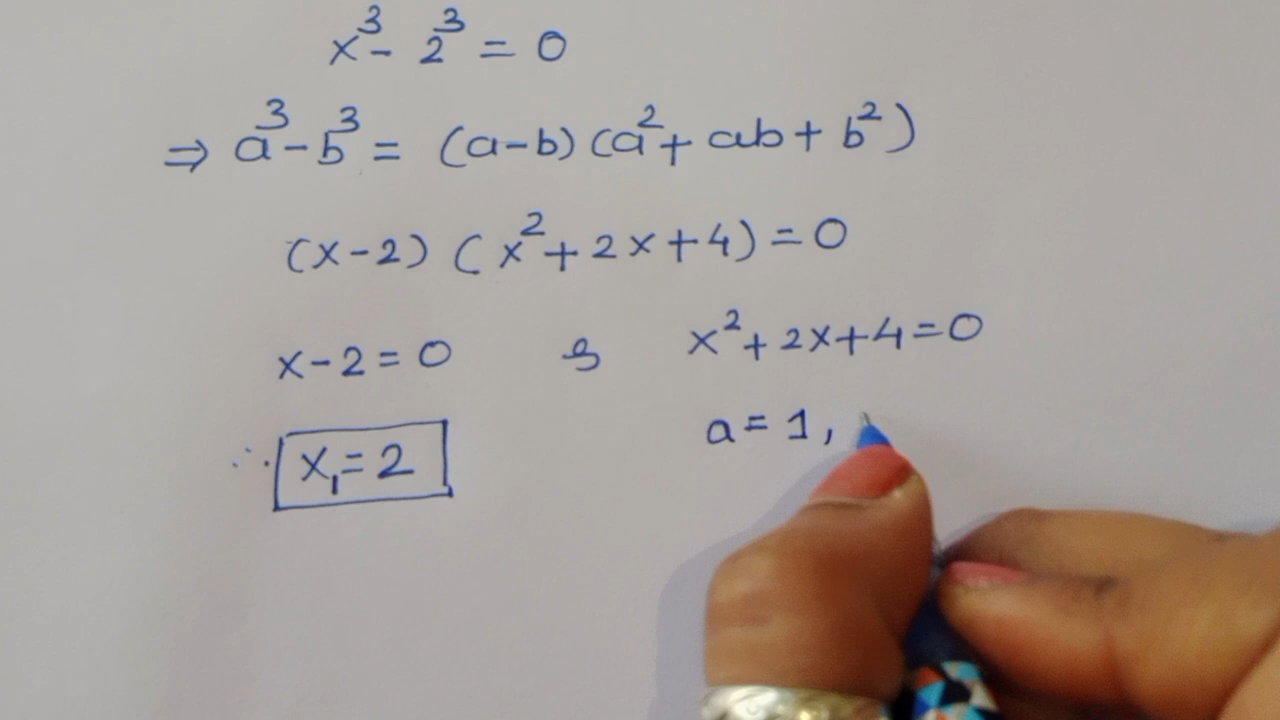 x³ - 2³ = 0
⇒ a³ - b³ = (a-b) (a² + ab + b²)
(x-2) (x² + 2x + 4) = 0
x - 2 = 0 & x² + 2x + 4 = 0
∴ x₁ = 2 a = 1,